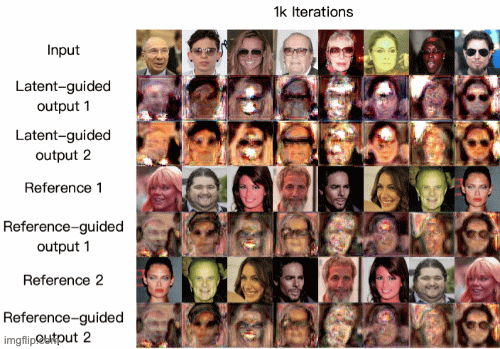 1k Iterations
Input
Latent-guided
output 1
Latent-guided
output 2
Reference 1
Reference-guided
output 1
Reference 2
Reference-guided
output 2
imgflip.com